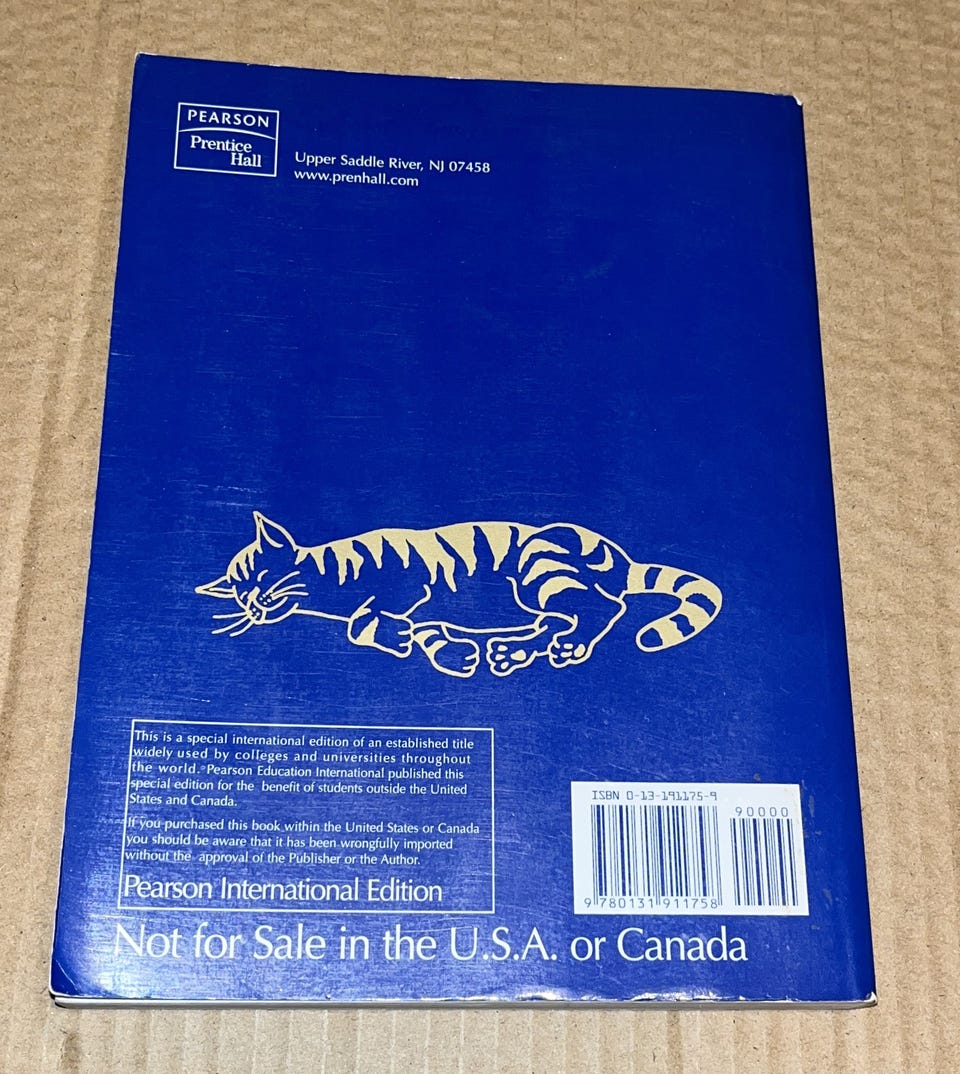 PEARSON
Prentice
Hall
Upper Saddle River, NJ 07458
www.prenhall.com
This is a special international edition of an established title
widely used by colleges and universities throughout
the world. Pearson Education International published this
special edition for the benefit of students outside the United
States and Canada.
If you purchased this book within the United States or Canada
you should be aware that it has been wrongfully imported
without the approval of the Publisher or the Author.
Pearson International Edition
ISBN 0-13-191175-9
90000
9 780131 911758
Not for Sale in the U.S.A. or Canada